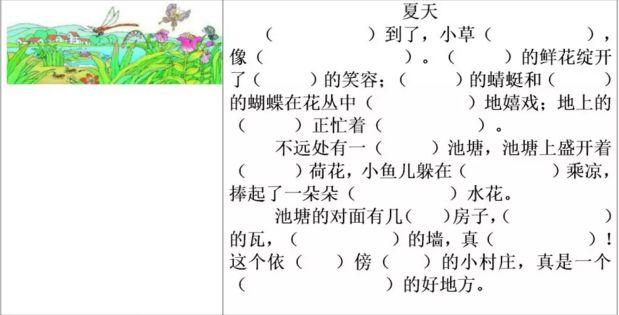 夏天
（ ）到了，小草（ ），
像（ ）。（ ）的鲜花绽开
了（ ）的笑容；（ ）的蜻蜓和（ ）
的蝴蝶在花丛中（ ）地嬉戏；地上的
（ ）正忙着（ ）。
不远处有一（ ）池塘，池塘上盛开着
（ ）荷花，小鱼儿躲在（ ）乘凉，
捧起了一朵朵（ ）水花。
池塘的对面有几（ ）房子，（ ）
的瓦，（ ）的墙，真（ ）！
这个依（ ）傍（ ）的小村庄，真是一个
（ ）的好地方。